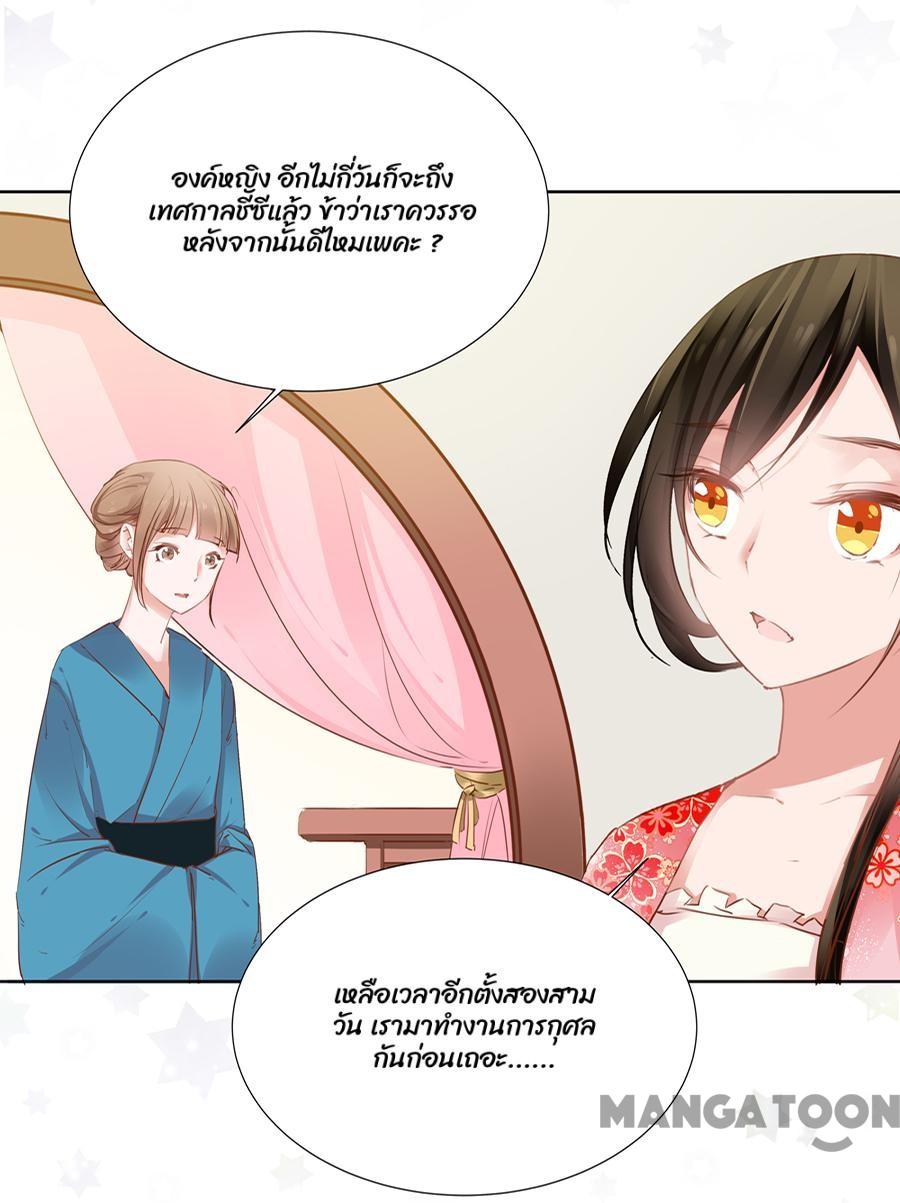 องค์หญิง อีกไม่กี่วันก็จะถึง
เทศกาลชีซีแล้ว ข้าว่าเราควรรอ
หลังจากนั้นดีไหมเพคะ ?
เหลือเวลาอีกตั้งสองสาม
วัน เรามาทำงานการกุศล
กันก่อนเถอะ......
MANGATOON